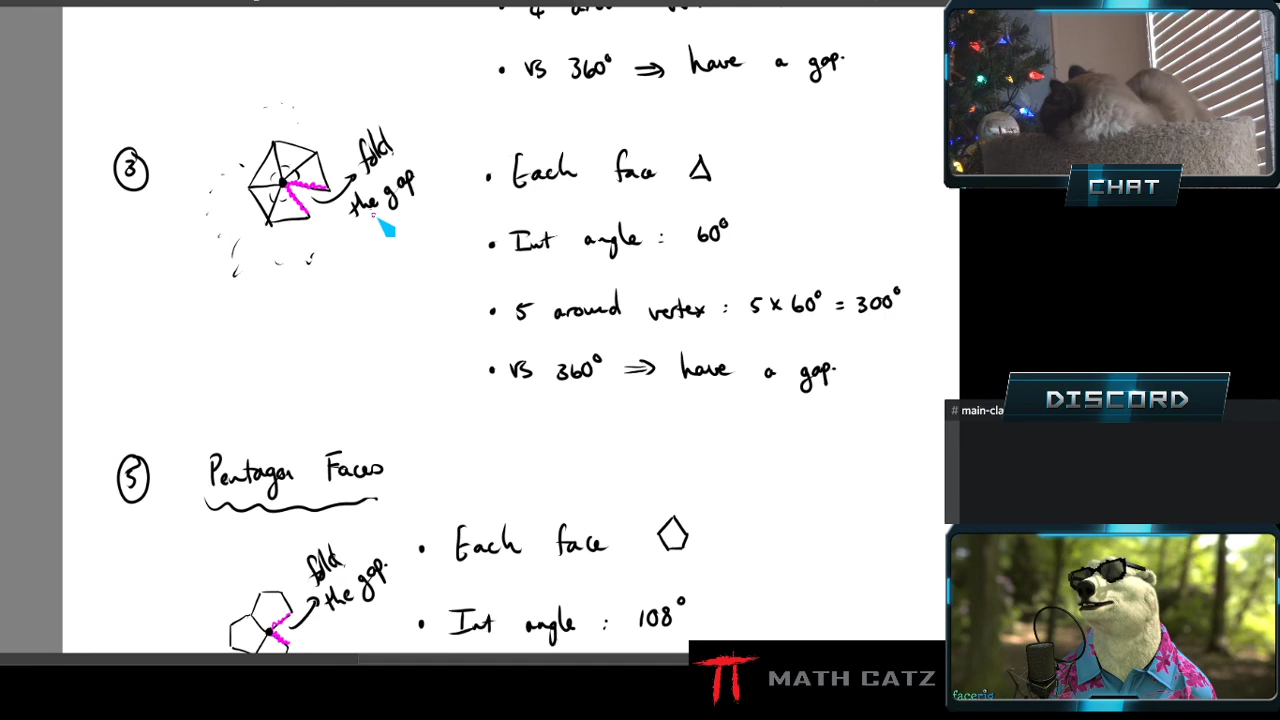 • vs 360° ⇒ have a gap.
③
fold
the gap
• Each face △
• Int angle : 60°
• 5 around vertex : 5 × 60° = 300°
• vs 360° ⇒ have a gap.
⑤ Pentagon Faces
fold
the gap.
• Each face ⬠
• Int angle : 108°
CHAT
DISCORD
# main-cla
MATH CATZ
facerig